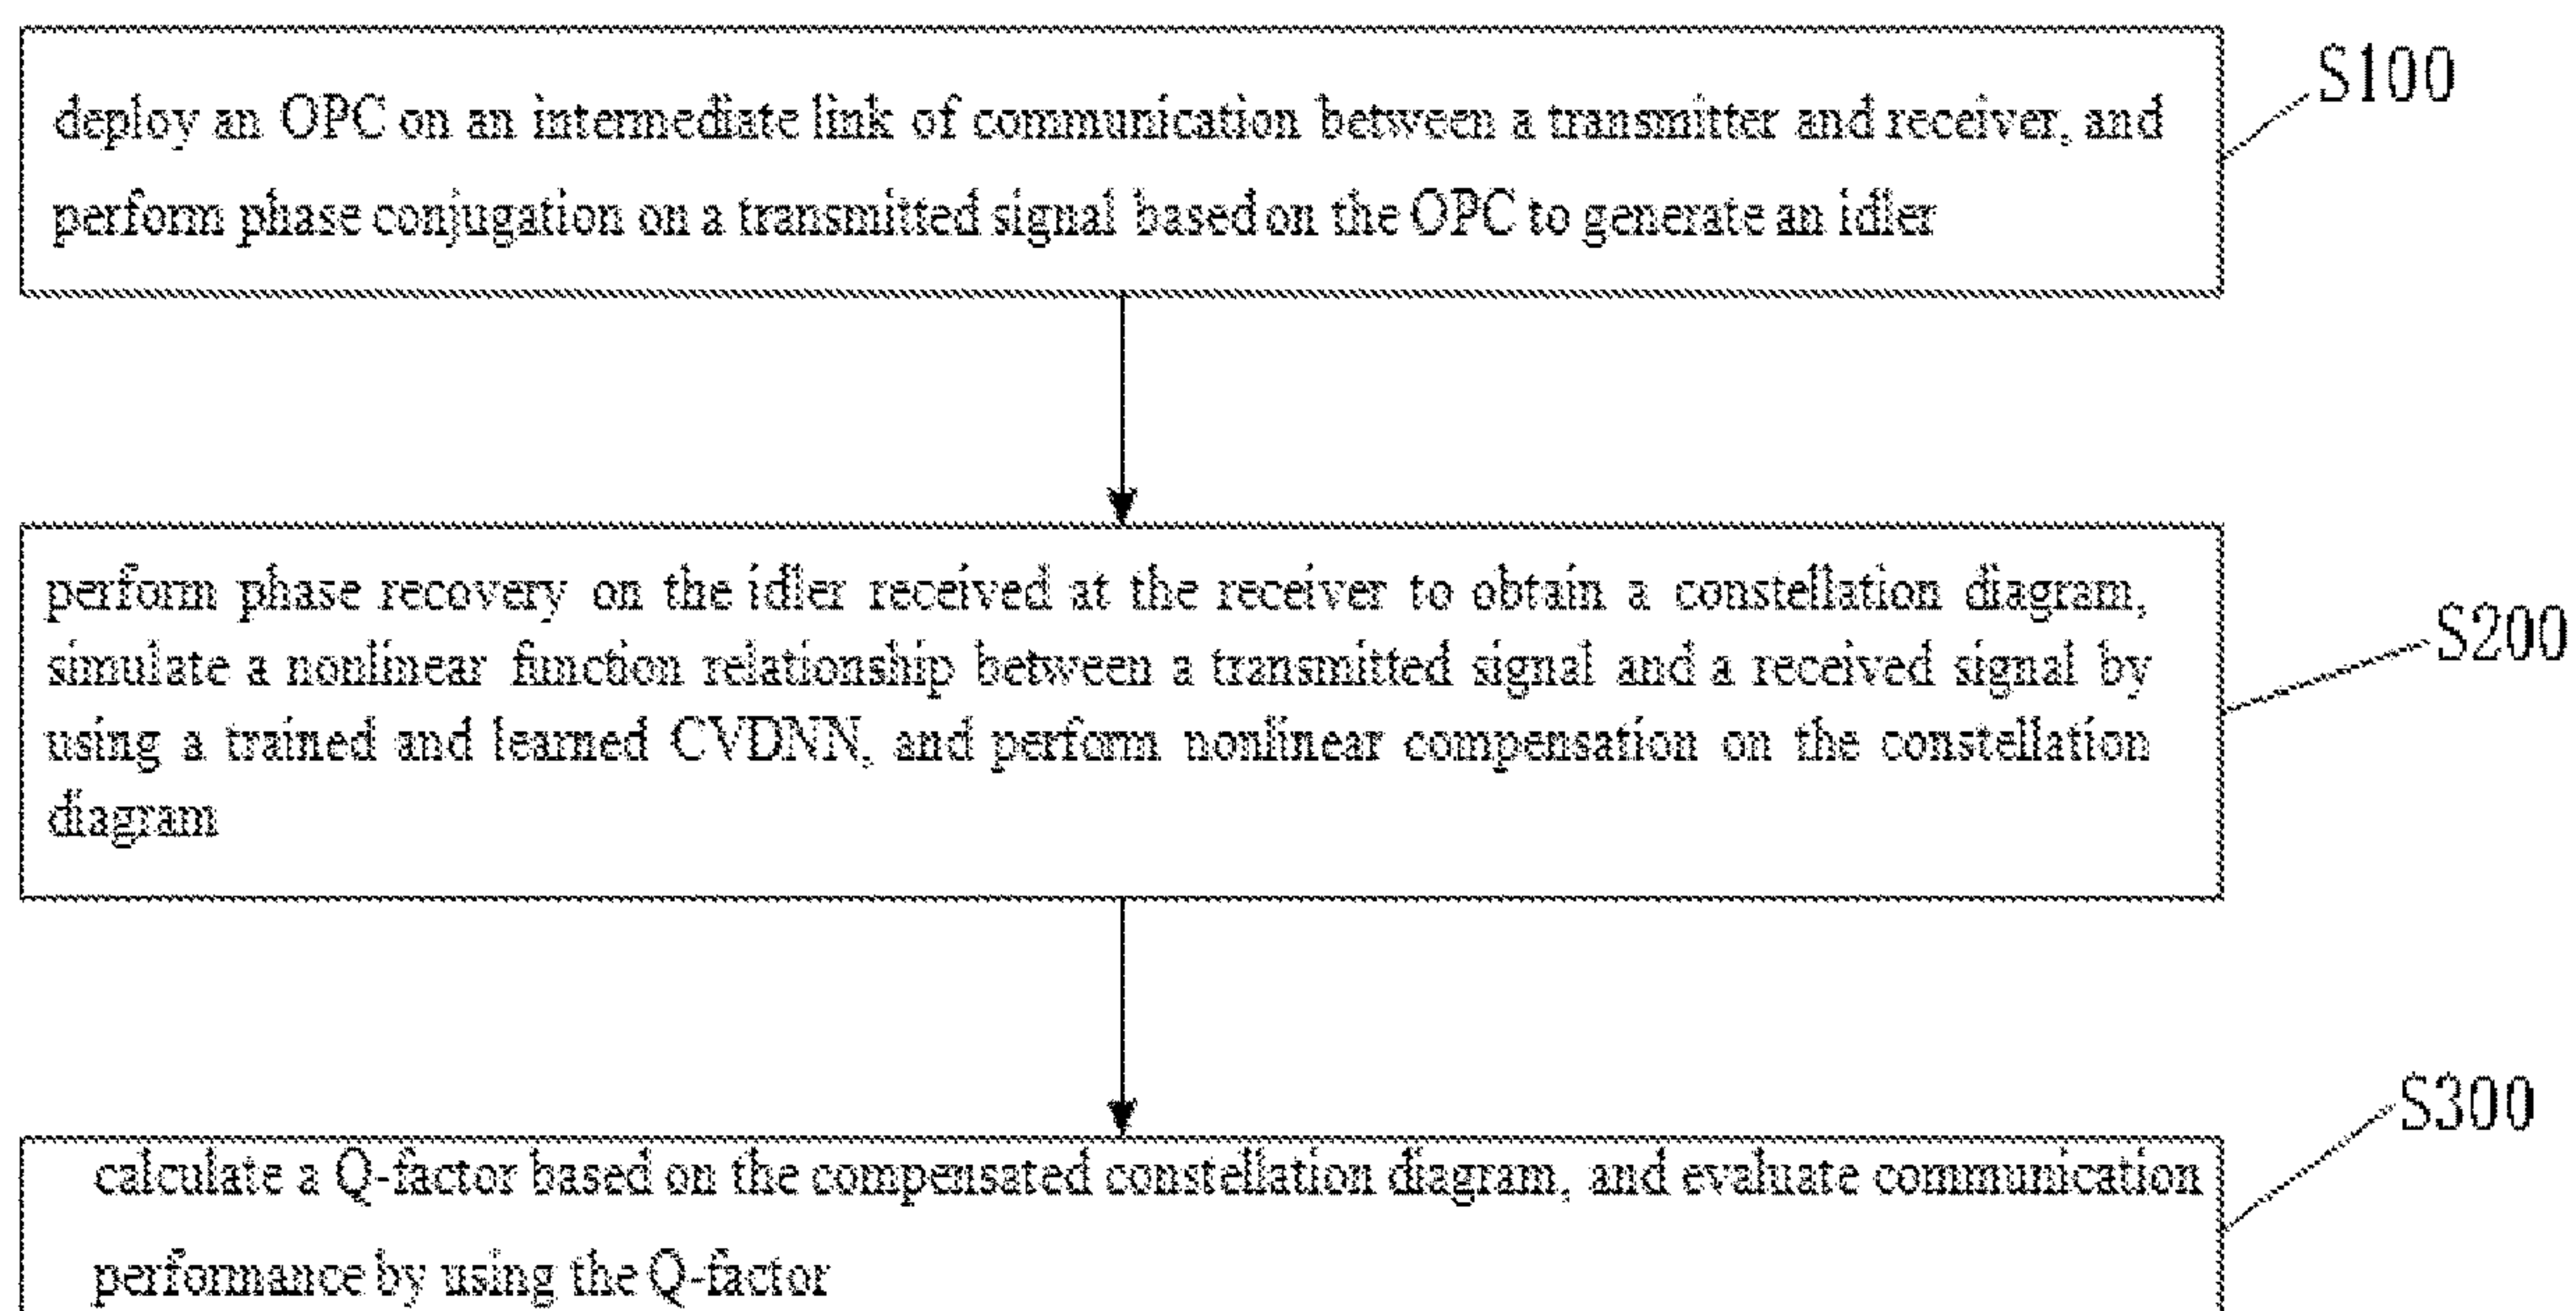 deploy an OPC on an intermediate link of communication between a transmitter and receiver, and
perform phase conjugation on a transmitted signal based on the OPC to generate an idler
S100
perform phase recovery on the idler received at the receiver to obtain a constellation diagram,
simulate a nonlinear function relationship between a transmitted signal and a received signal by
using a trained and learned CVDNN, and perform nonlinear compensation on the constellation
diagram
S200
calculate a Q-factor based on the compensated constellation diagram, and evaluate communication
performance by using the Q-factor
S300